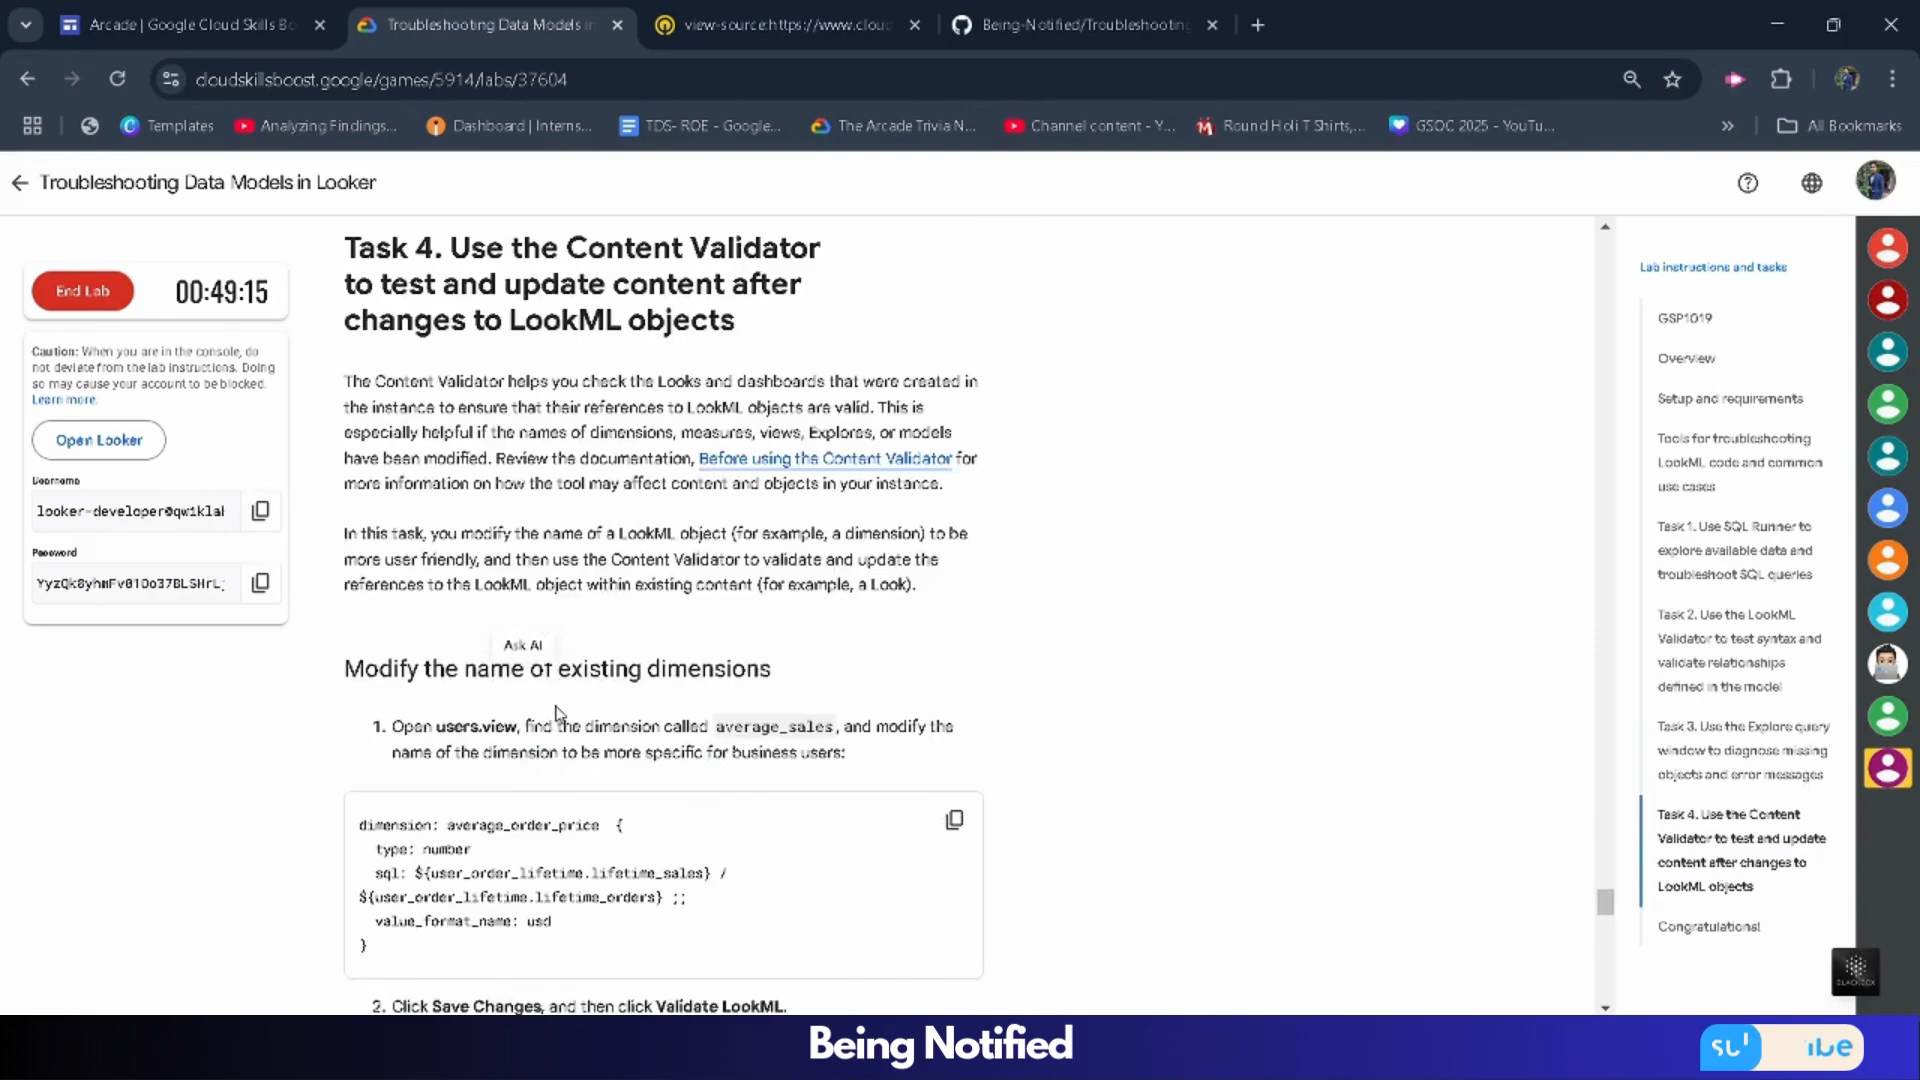 Arcade | Google Cloud Skills Bo
Troubleshooting Data Models in
view-source:https://www.cloud
Being-Notified/Troubleshooting
cloudskillsboost.google/games/5914/labs/37604
Templates
Analyzing Findings...
Dashboard | Interns...
TDS- ROE - Google...
The Arcade Trivia N...
Channel content - Y...
Round Holi T Shirts,...
GSOC 2025 - YouTu...
All Bookmarks
Troubleshooting Data Models in Looker
End Lab
00:49:15
Caution: When you are in the console, do
not deviate from the lab instructions. Doing
so may cause your account to be blocked.
Learn more.
Open Looker
Username
looker-developer@qwikla
Password
Task 4. Use the Content Validator
to test and update content after
changes to LookML objects
The Content Validator helps you check the Looks and dashboards that were created in
the instance to ensure that their references to LookML objects are valid. This is
especially helpful if the names of dimensions, measures, views, Explores, or models
have been modified. Review the documentation, Before using the Content Validator for
more information on how the tool may affect content and objects in your instance.
In this task, you modify the name of a LookML object (for example, a dimension) to be
more user friendly, and then use the Content Validator to validate and update the
references to the LookML object within existing content (for example, a Look).
Ask AI
Modify the name of existing dimensions
1. Open users.view, find the dimension called average_sales, and modify the
name of the dimension to be more specific for business users:
dimension: average_order_price {
type: number
sql: ${user_order_lifetime.lifetime_sales} /
${user_order_lifetime.lifetime_orders} ;;
value_format_name: usd
}
2. Click Save Changes, and then click Validate LookML.
Lab instructions and tasks
GSP1019
Overview
Setup and requirements
Tools for troubleshooting
LookML code and common
use cases
Task 1. Use SQL Runner to
explore available data and
troubleshoot SQL queries
Task 2. Use the LookML
Validator to test syntax and
validate relationships
defined in the model
Task 3. Use the Explore query
window to diagnose missing
objects and error messages
Task 4. Use the Content
Validator to test and update
content after changes to
LookML objects
Congratulations!
BLACKBOX
Being Notified